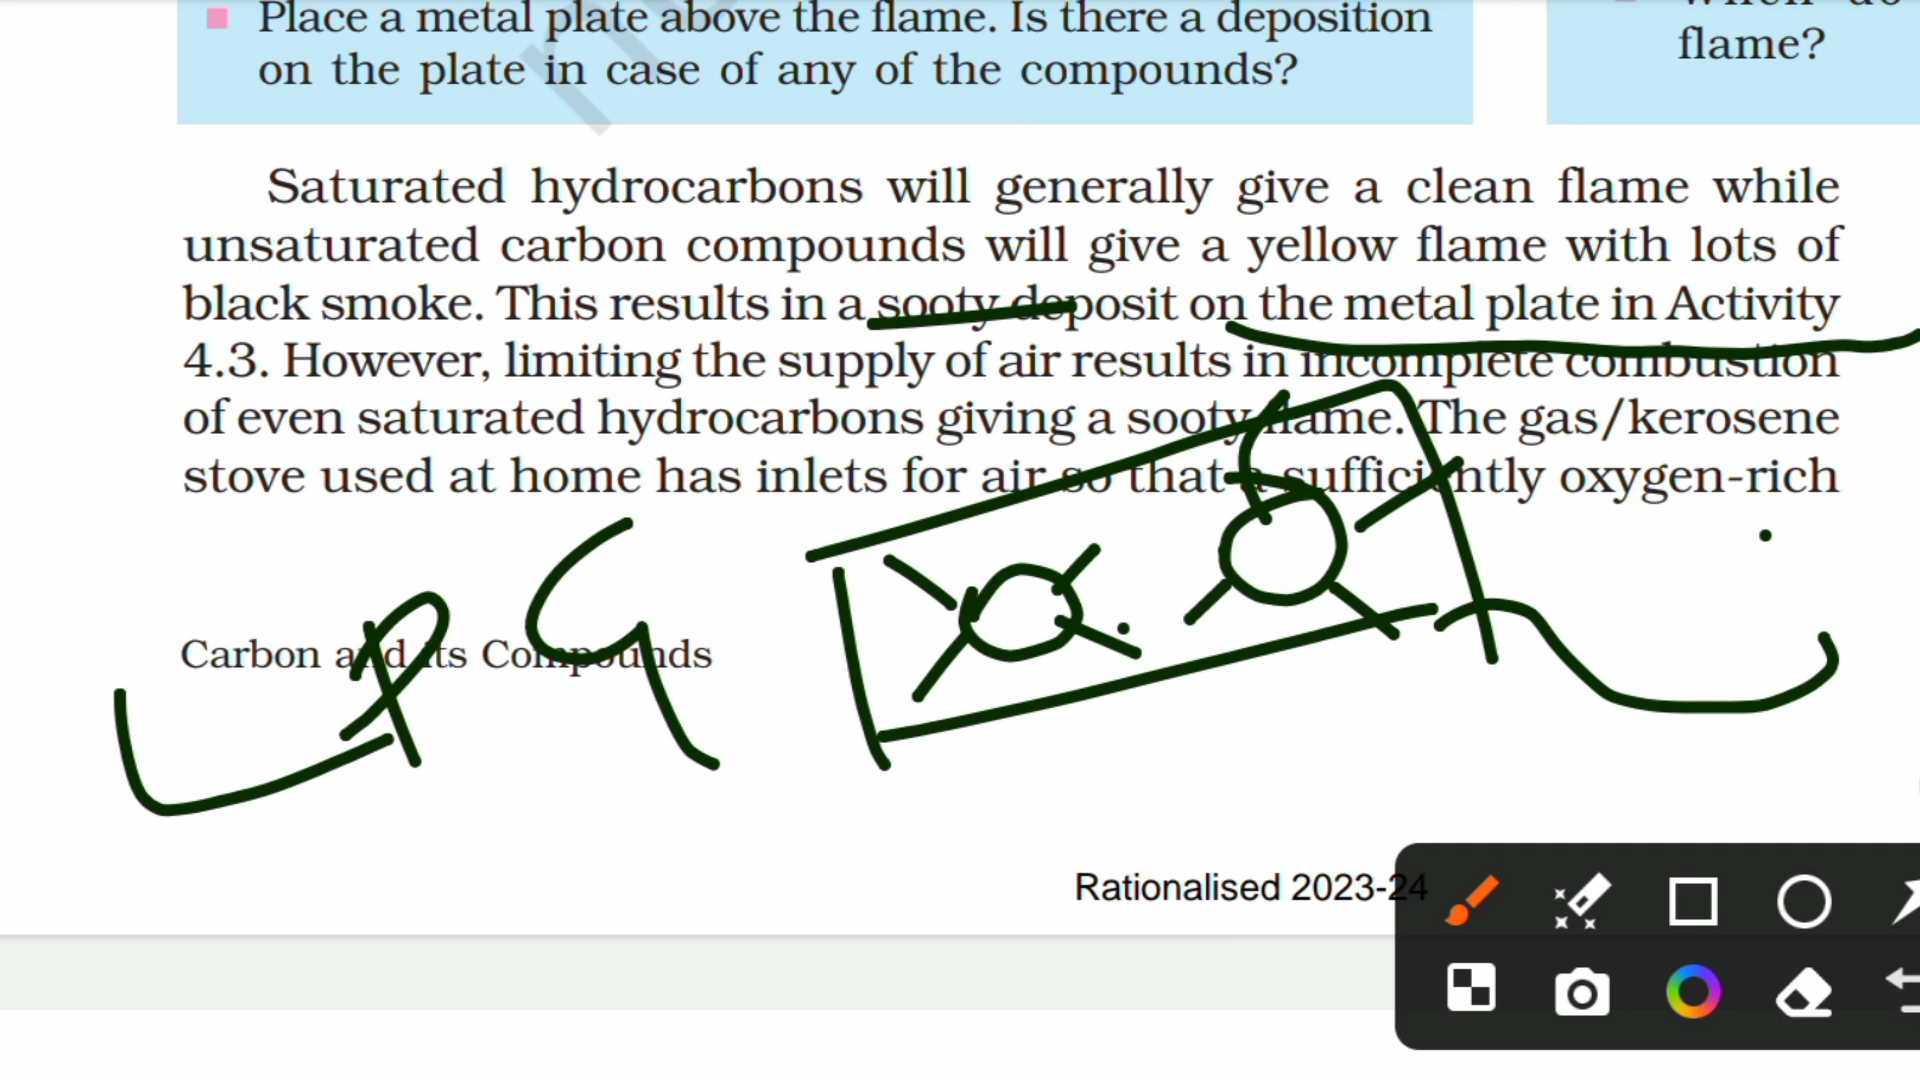 Place a metal plate above the flame. Is there a deposition
on the plate in case of any of the compounds?
flame?
Saturated hydrocarbons will generally give a clean flame while
unsaturated carbon compounds will give a yellow flame with lots of
black smoke. This results in a sooty deposit on the metal plate in Activity
4.3. However, limiting the supply of air results in incomplete combustion
of even saturated hydrocarbons giving a sooty flame. The gas/kerosene
stove used at home has inlets for air so that a sufficiently oxygen-rich
LPG
Carbon and its Compounds
Rationalised 2023-24